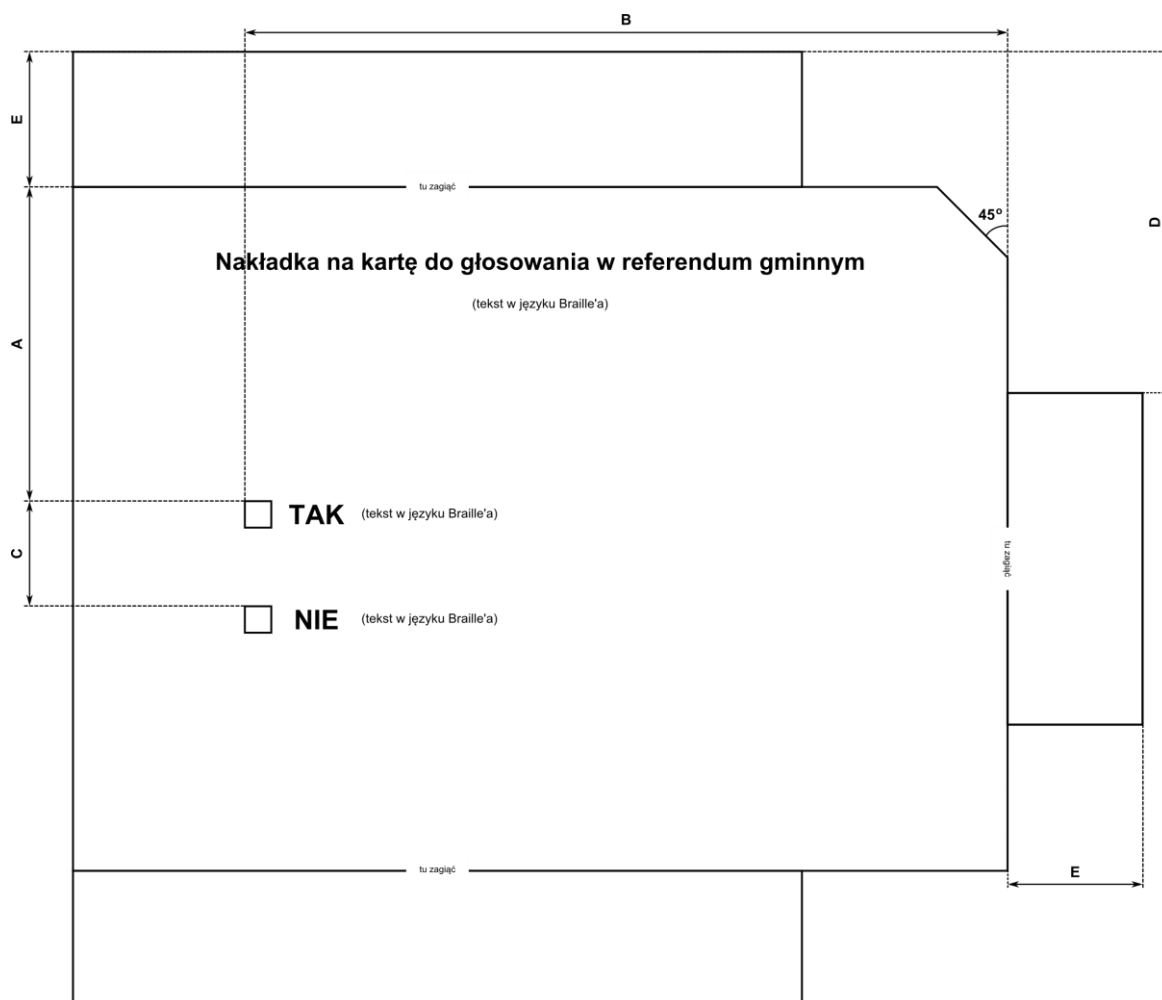 B
E
tu zagiąć
45°
D
Nakładka na kartę do głosowania w referendum gminnym
(tekst w języku Braille'a)
A
TAK (tekst w języku Braille'a)
C
tu zagiąć
NIE (tekst w języku Braille'a)
tu zagiąć
E